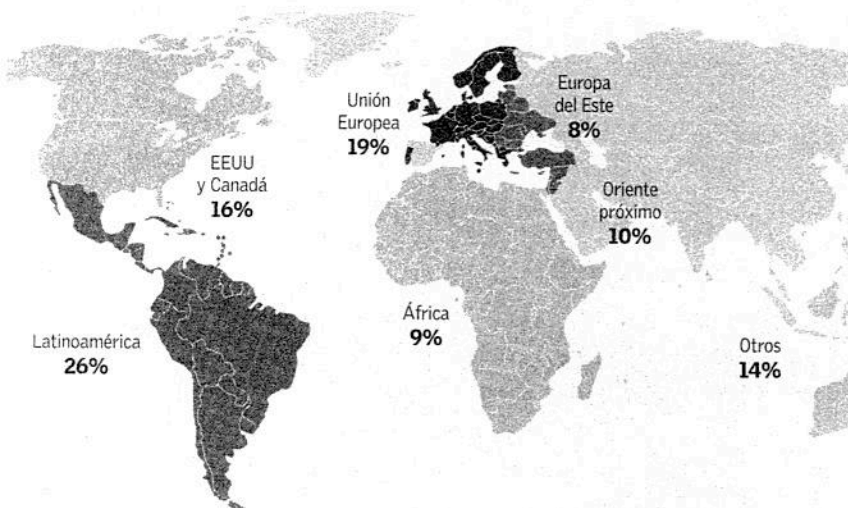 Unión
Europea
19%
Europa
del Este
8%
EEUU
y Canadá
16%
Oriente
próximo
10%
Latinoamérica
26%
África
9%
Otros
14%